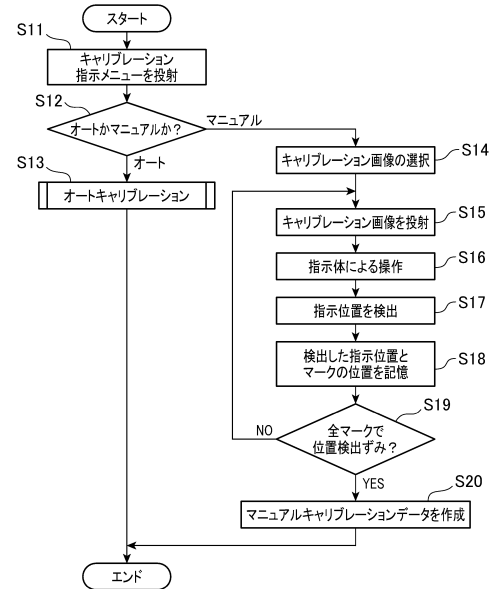 スタート
S11
キャリブレーション
指示メニューを投射
S12
オートかマニュアルか?
マニュアル
オート
S13
オートキャリブレーション
S14
キャリブレーション画像の選択
S15
キャリブレーション画像を投射
S16
指示体による操作
S17
指示位置を検出
S18
検出した指示位置と
マークの位置を記憶
S19
全マークで
位置検出ずみ?
NO
YES
S20
マニュアルキャリブレーションデータを作成
エンド